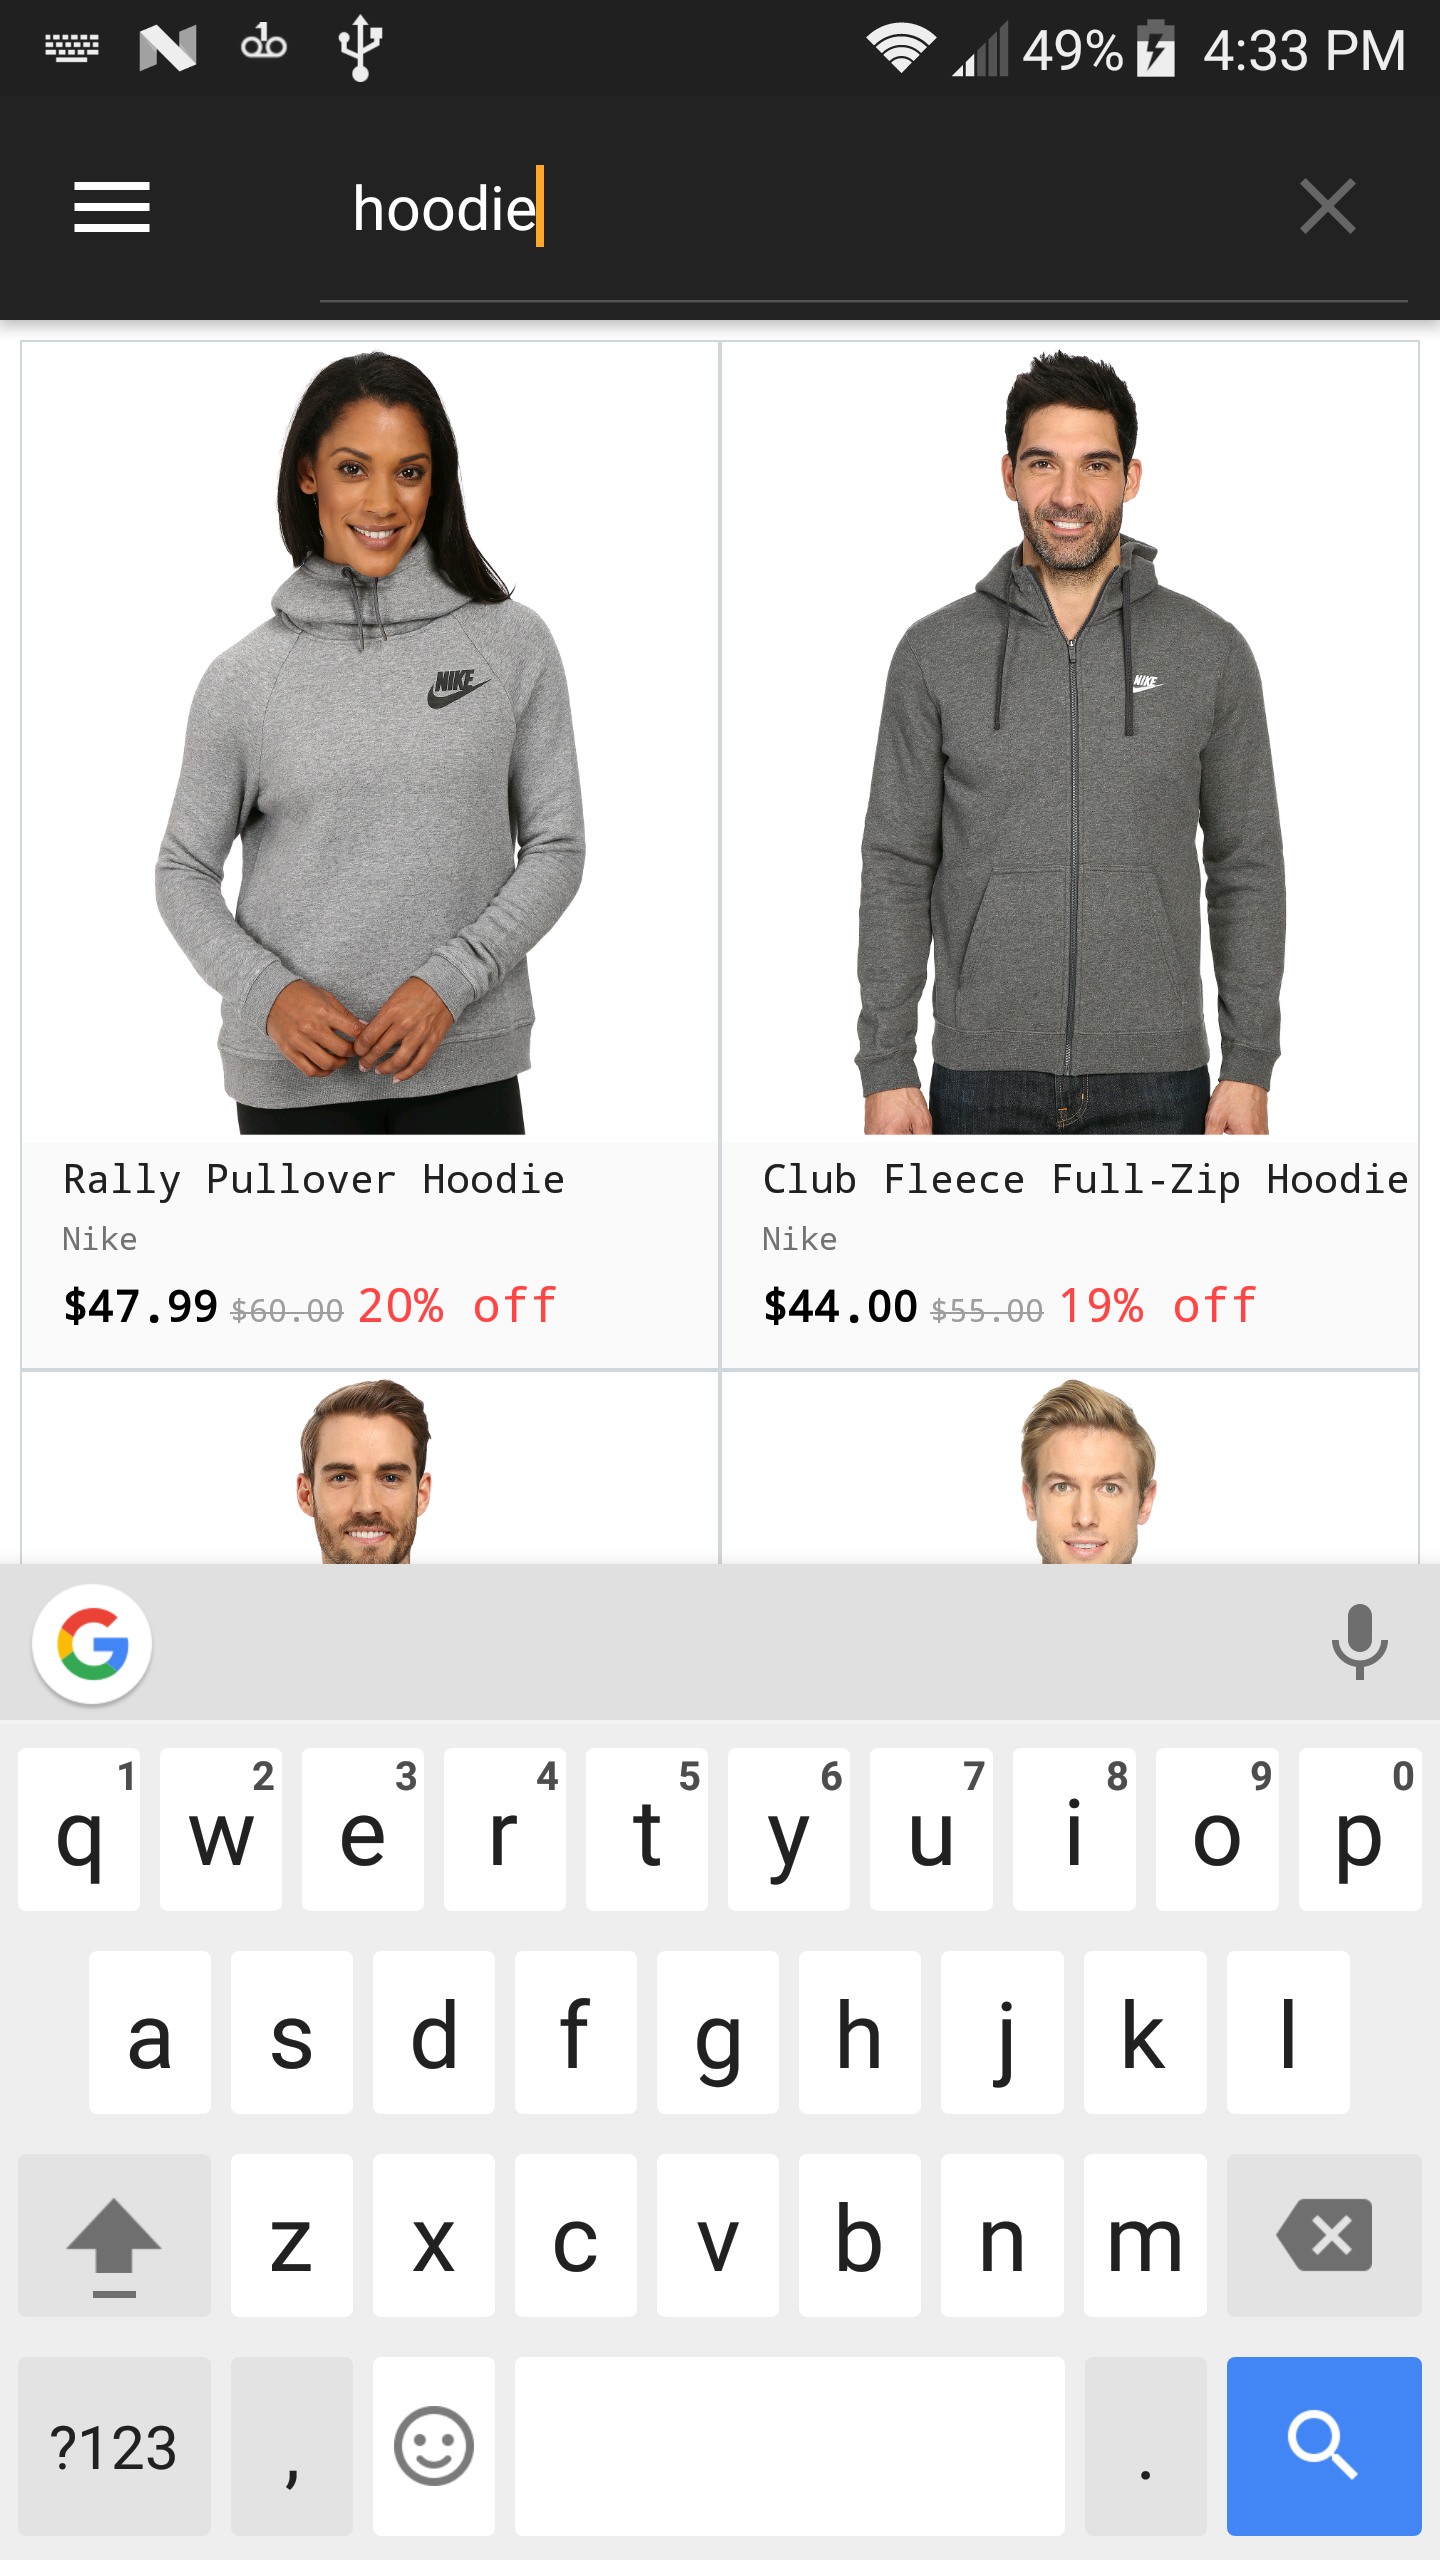 49% 4:33 PM
hoodie
NIKE
NIKE
Rally Pullover Hoodie
Club Fleece Full-Zip Hoodie
Nike
Nike
$47.99 $60.00 20% off
$44.00 $55.00 19% off
1 2 3 4 5 6 7 8 9 0
q w e r t y u i o p
a s d f g h j k l
z x c v b n m
?123 , .